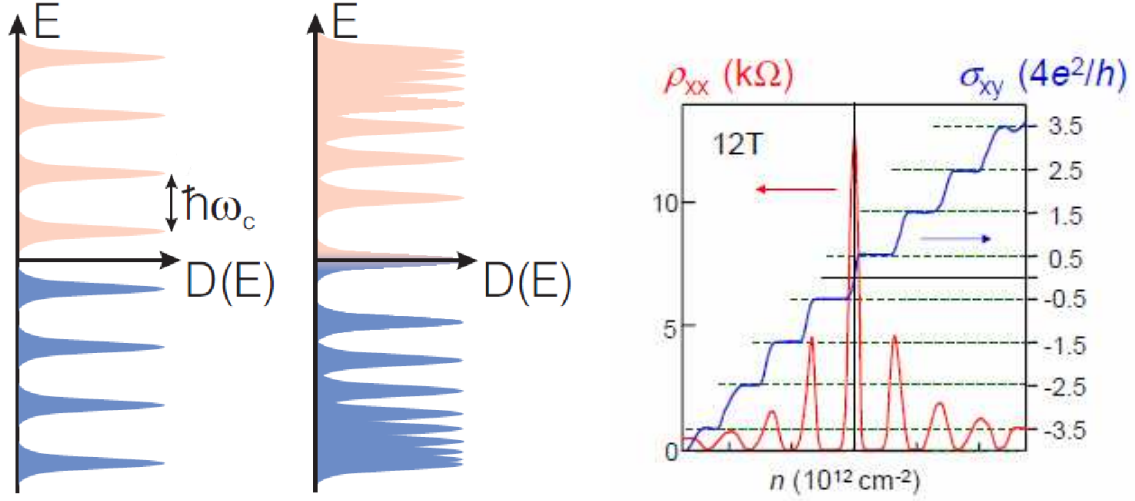 E
ħωc
D(E)
E
D(E)
ρxx (kΩ)
σxy (4e²/h)
12T
10
5
0
3.5
2.5
1.5
0.5
-0.5
-1.5
-2.5
-3.5
n (10¹² cm⁻²)